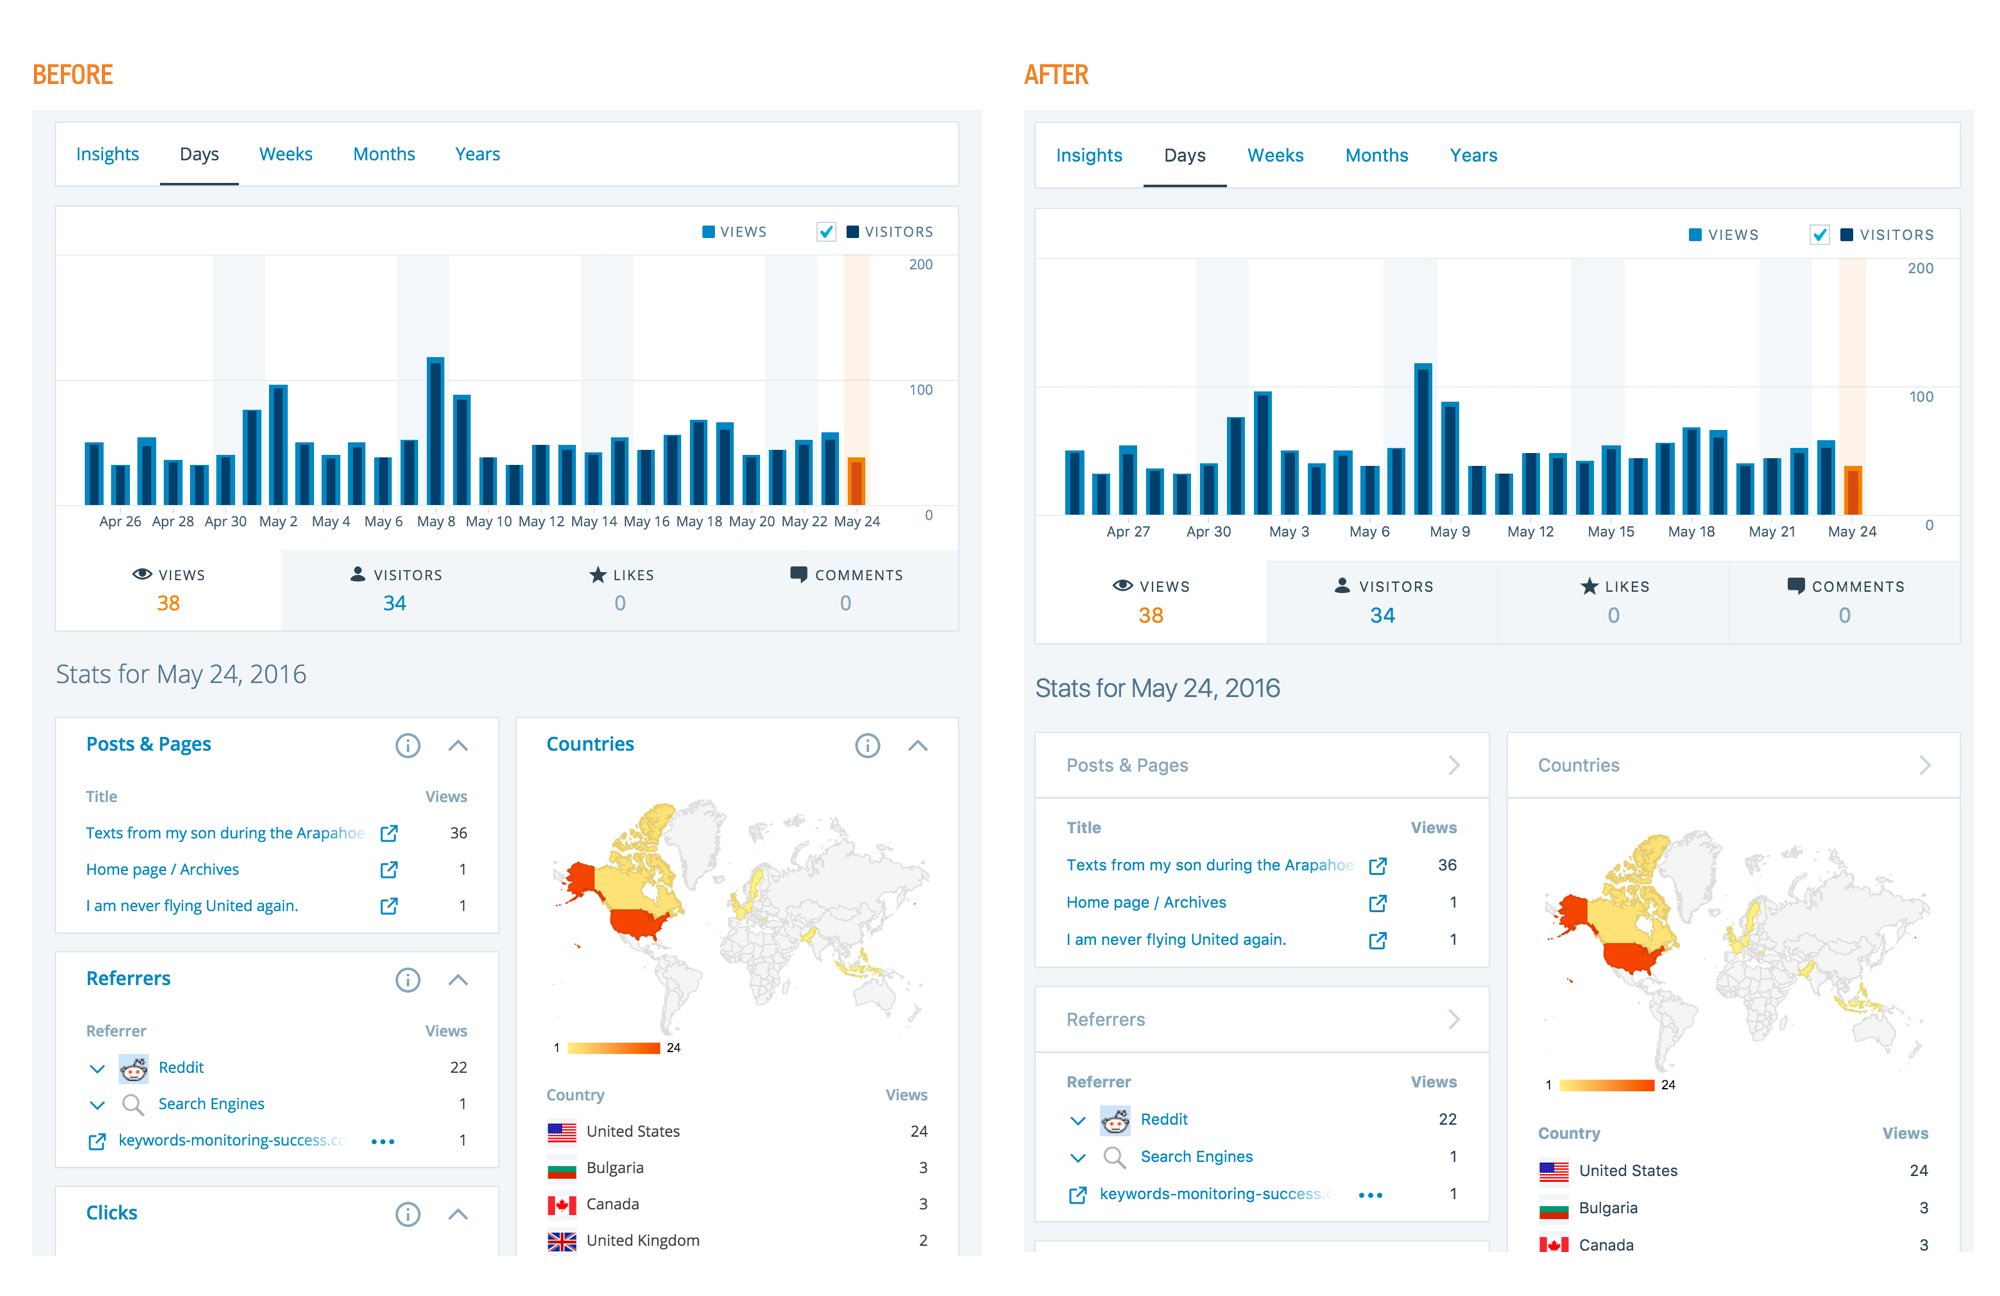 BEFORE
Insights Days Weeks Months Years
VIEWS VISITORS
200
100
0
Apr 26 Apr 28 Apr 30 May 2 May 4 May 6 May 8 May 10 May 12 May 14 May 16 May 18 May 20 May 22 May 24
VIEWS VISITORS LIKES COMMENTS
38 34 0 0
Stats for May 24, 2016
Posts & Pages
Title Views
Texts from my son during the Arapahoe 36
Home page / Archives 1
I am never flying United again. 1
Referrers
Referrer Views
Reddit 22
Search Engines 1
keywords-monitoring-success.co 1
Clicks
Countries
1 24
Country Views
United States 24
Bulgaria 3
Canada 3
United Kingdom 2
AFTER
Insights Days Weeks Months Years
VIEWS VISITORS
200
100
0
Apr 27 Apr 30 May 3 May 6 May 9 May 12 May 15 May 18 May 21 May 24
VIEWS VISITORS LIKES COMMENTS
38 34 0 0
Stats for May 24, 2016
Posts & Pages
Title Views
Texts from my son during the Arapahoe 36
Home page / Archives 1
I am never flying United again. 1
Referrers
Referrer Views
Reddit 22
Search Engines 1
keywords-monitoring-success.c 1
Countries
1 24
Country Views
United States 24
Bulgaria 3
Canada 3